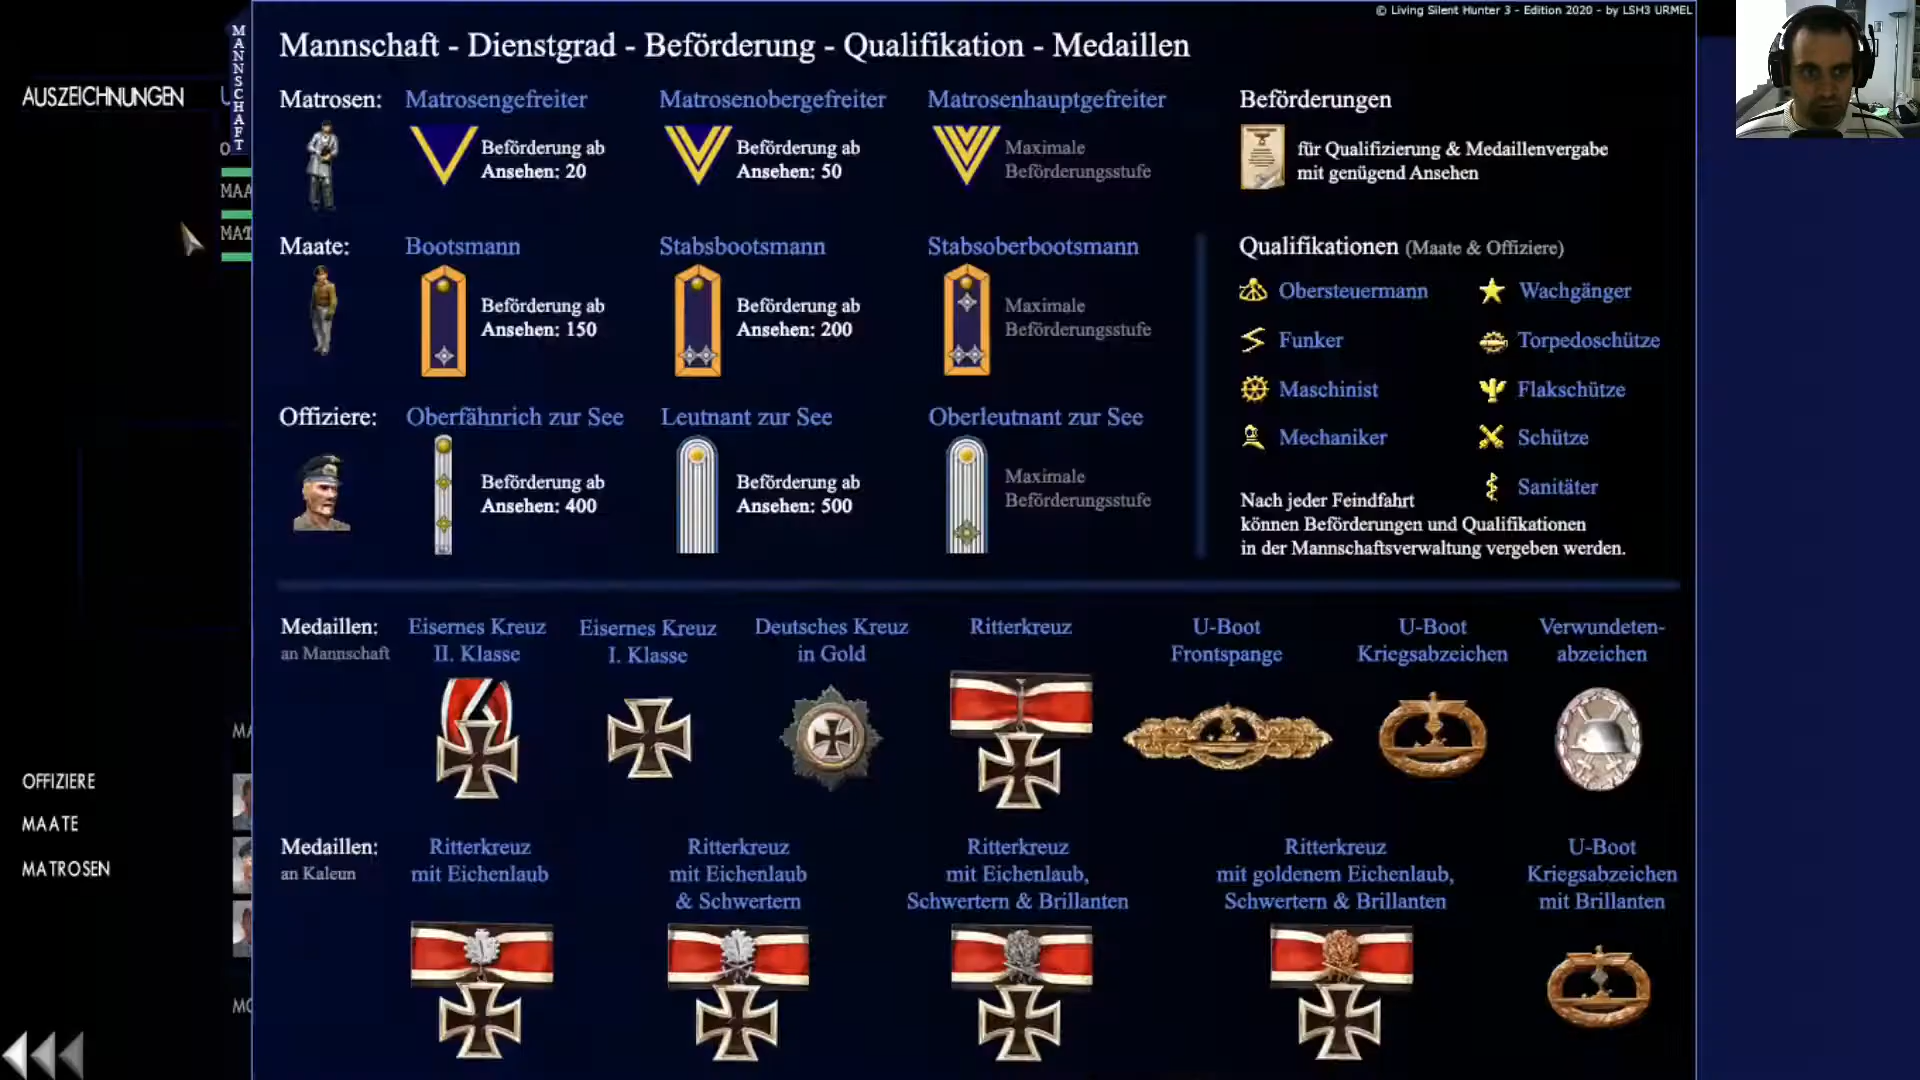 © Living Silent Hunter 3 - Edition 2020 - by LSH3 URMEL
AUSZEICHNUNGEN
MANNSCHAFT
Mannschaft - Dienstgrad - Beförderung - Qualifikation - Medaillen
Matrosen:
Matrosengefreiter
Beförderung ab
Ansehen: 20
Matrosenobergefreiter
Beförderung ab
Ansehen: 50
Matrosenhauptgefreiter
Maximale
Beförderungsstufe
Beförderungen
für Qualifizierung & Medaillenvergabe
mit genügend Ansehen
MAA
MAT
Maate:
Bootsmann
Beförderung ab
Ansehen: 150
Stabsbootsmann
Beförderung ab
Ansehen: 200
Stabsoberbootsmann
Maximale
Beförderungsstufe
Qualifikationen (Maate & Offiziere)
Obersteuermann
Wachgänger
Funker
Torpedoschütze
Maschinist
Flakschütze
Mechaniker
Schütze
Sanitäter
Nach jeder Feindfahrt
können Beförderungen und Qualifikationen
in der Mannschaftsverwaltung vergeben werden.
Offiziere:
Oberfähnrich zur See
Beförderung ab
Ansehen: 400
Leutnant zur See
Beförderung ab
Ansehen: 500
Oberleutnant zur See
Maximale
Beförderungsstufe
Medaillen:
an Mannschaft
Eisernes Kreuz
II. Klasse
Eisernes Kreuz
I. Klasse
Deutsches Kreuz
in Gold
Ritterkreuz
U-Boot
Frontspange
U-Boot
Kriegsabzeichen
Verwundeten-
abzeichen
OFFIZIERE
MAATE
MATROSEN
Medaillen:
an Kaleun
Ritterkreuz
mit Eichenlaub
Ritterkreuz
mit Eichenlaub
& Schwertern
Ritterkreuz
mit Eichenlaub,
Schwertern & Brillanten
Ritterkreuz
mit goldenem Eichenlaub,
Schwertern & Brillanten
U-Boot
Kriegsabzeichen
mit Brillanten